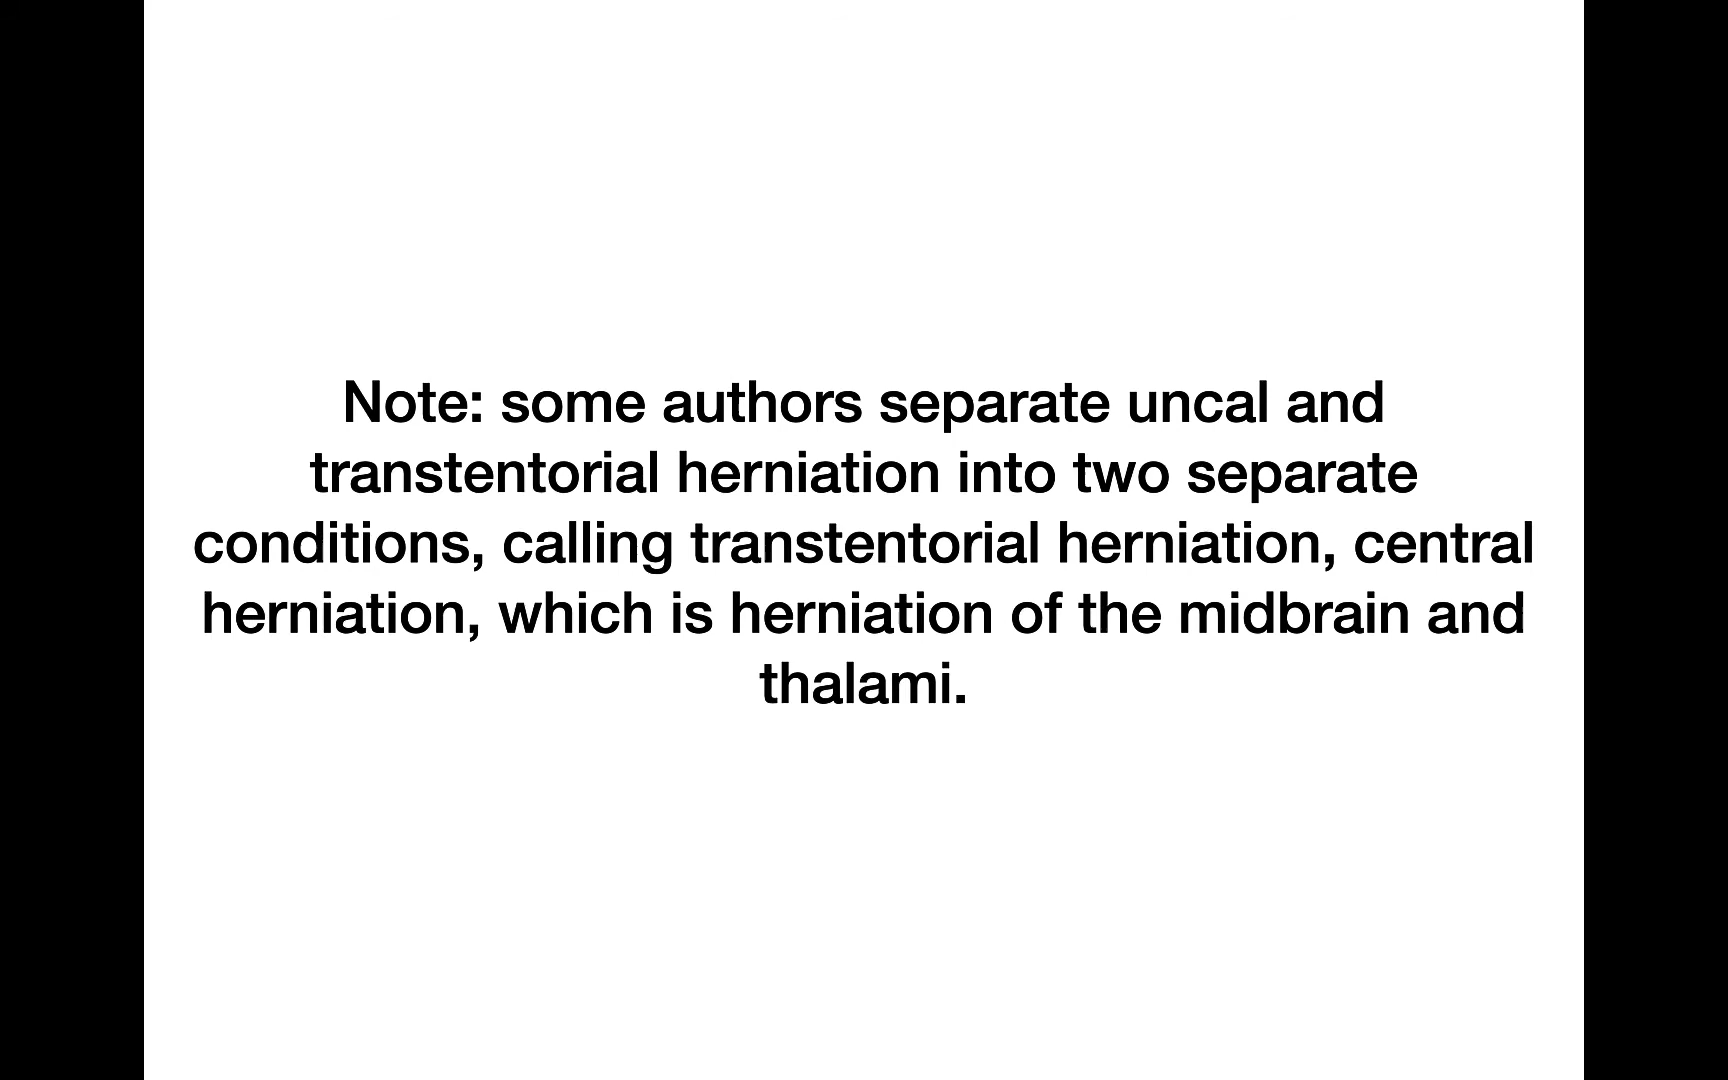 Note: some authors separate uncal and
transtentorial herniation into two separate
conditions, calling transtentorial herniation, central
herniation, which is herniation of the midbrain and
thalami.